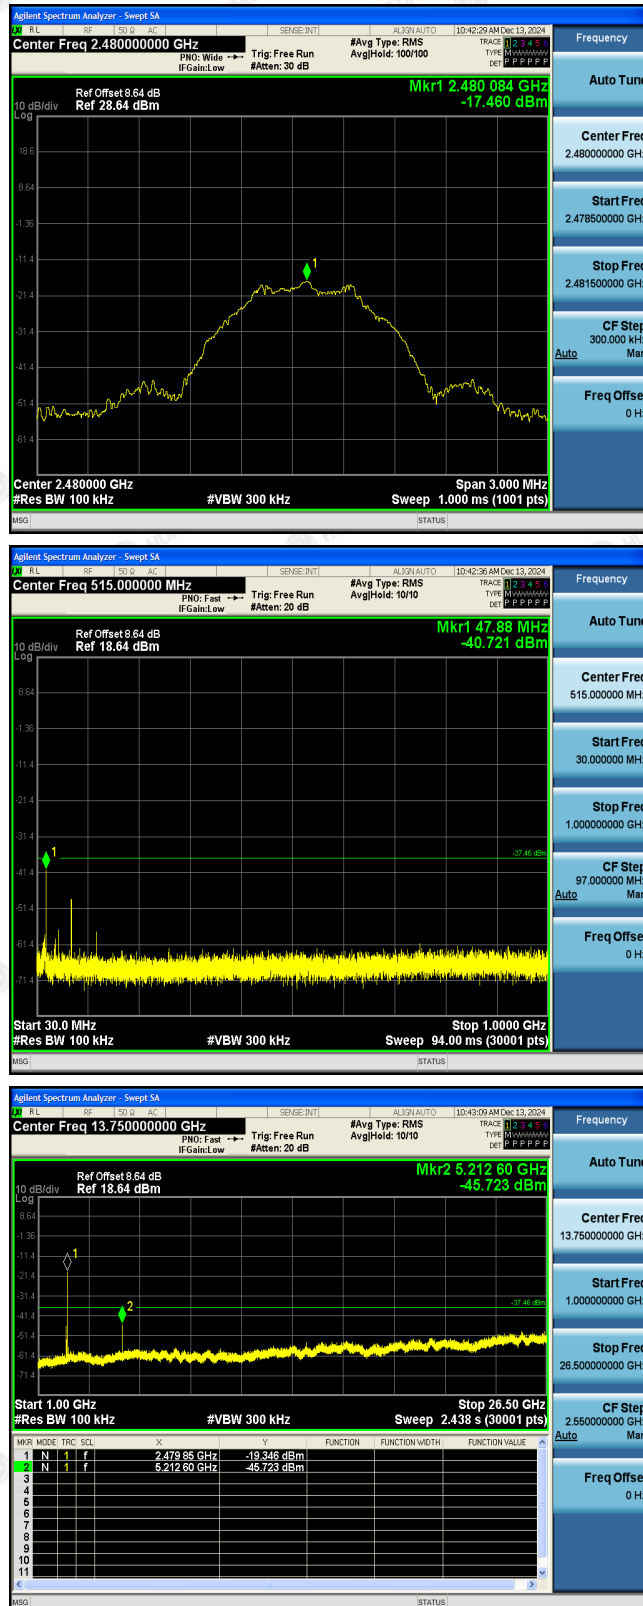 Agilent Spectrum Analyzer - Swept SA
LXI RL RF 50 Ω AC SENSE:INT ALIGN AUTO 10:42:29 AM Dec 13, 2024
Center Freq 2.480000000 GHz #Avg Type: RMS TRACE 1 2 3 4 5 6
PNO: Wide Trig: Free Run Avg|Hold: 100/100 TYPE M
IFGain:Low #Atten: 30 dB DET P P P P P P
Mkr1 2.480 084 GHz
Ref Offset 8.64 dB
10 dB/div Ref 28.64 dBm -17.460 dBm
Log
18.6
8.64
-1.36
-11.4
-21.4
-31.4
-41.4
-51.4
-61.4
1
Center 2.480000 GHz Span 3.000 MHz
#Res BW 100 kHz #VBW 300 kHz Sweep 1.000 ms (1001 pts)
MSG STATUS
Frequency
Auto Tune
Center Freq
2.480000000 GHz
Start Freq
2.478500000 GHz
Stop Freq
2.481500000 GHz
CF Step
300.000 kHz
Auto Man
Freq Offset
0 Hz
Agilent Spectrum Analyzer - Swept SA
LXI RL RF 50 Ω AC SENSE:INT ALIGN AUTO 10:42:36 AM Dec 13, 2024
Center Freq 515.000000 MHz #Avg Type: RMS TRACE 1 2 3 4 5 6
PNO: Fast Trig: Free Run Avg|Hold: 10/10 TYPE M
IFGain:Low #Atten: 20 dB DET P P P P P P
Mkr1 47.88 MHz
Ref Offset 8.64 dB
10 dB/div Ref 18.64 dBm -40.721 dBm
Log
8.64
-1.36
-11.4
-21.4
-31.4
-41.4
-51.4
-61.4
-71.4
1
-37.46 dBm
Start 30.0 MHz Stop 1.0000 GHz
#Res BW 100 kHz #VBW 300 kHz Sweep 94.00 ms (30001 pts)
MSG STATUS
Frequency
Auto Tune
Center Freq
515.000000 MHz
Start Freq
30.000000 MHz
Stop Freq
1.000000000 GHz
CF Step
97.000000 MHz
Auto Man
Freq Offset
0 Hz
Agilent Spectrum Analyzer - Swept SA
LXI RL RF 50 Ω AC SENSE:INT ALIGN AUTO 10:43:09 AM Dec 13, 2024
Center Freq 13.750000000 GHz #Avg Type: RMS TRACE 1 2 3 4 5 6
PNO: Fast Trig: Free Run Avg|Hold: 10/10 TYPE M
IFGain:Low #Atten: 20 dB DET P P P P P P
Mkr2 5.212 60 GHz
Ref Offset 8.64 dB
10 dB/div Ref 18.64 dBm -45.723 dBm
Log
8.64
-1.36
-11.4
-21.4
-31.4
-41.4
-51.4
-61.4
-71.4
1
2
-37.46 dBm
Start 1.00 GHz Stop 26.50 GHz
#Res BW 100 kHz #VBW 300 kHz Sweep 2.438 s (30001 pts)
MKR MODE TRC SCL X Y FUNCTION FUNCTION WIDTH FUNCTION VALUE
1 N 1 f 2.479 85 GHz -19.346 dBm
2 N 1 f 5.212 60 GHz -45.723 dBm
3
4
5
6
7
8
9
10
11
MSG STATUS
Frequency
Auto Tune
Center Freq
13.750000000 GHz
Start Freq
1.000000000 GHz
Stop Freq
26.500000000 GHz
CF Step
2.550000000 GHz
Auto Man
Freq Offset
0 Hz